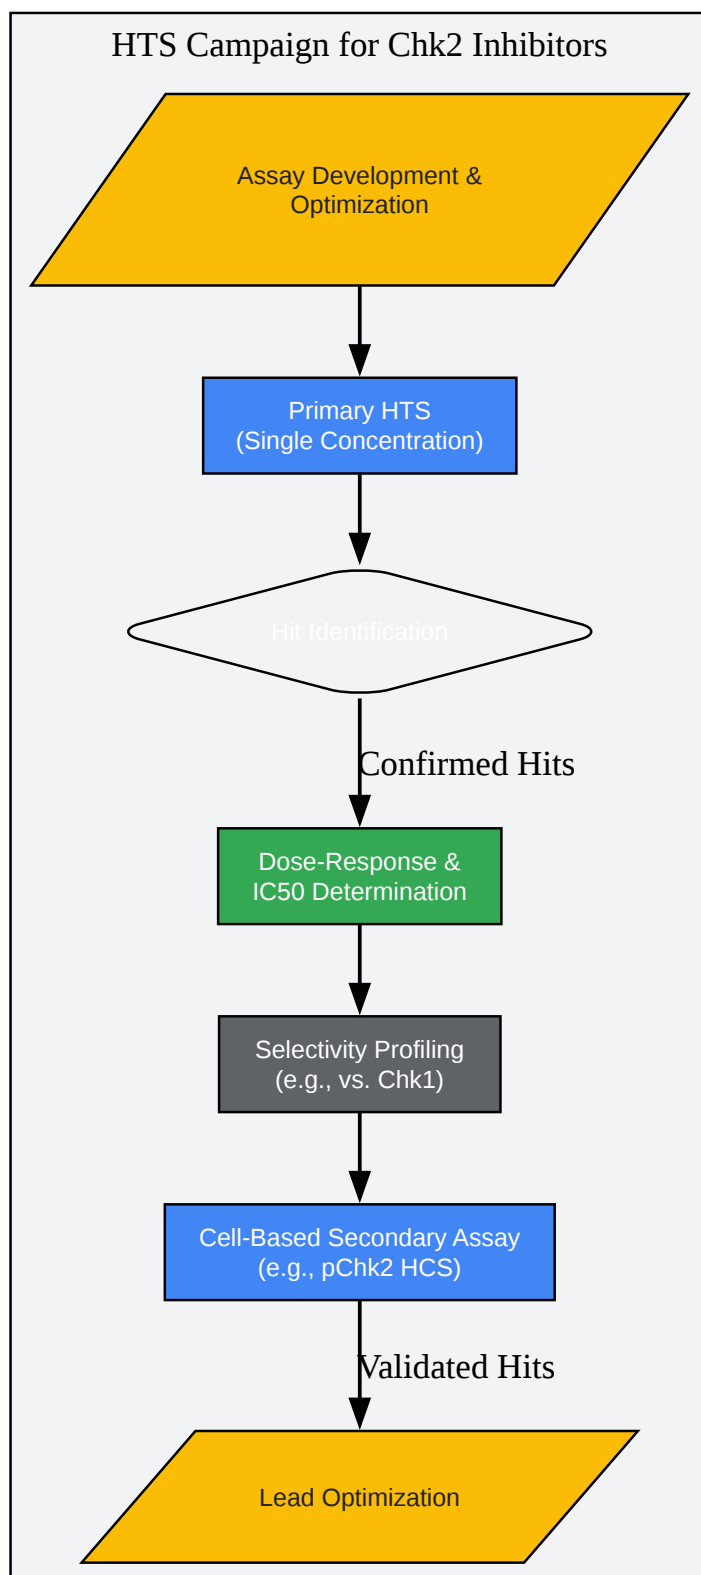 HTS Campaign for Chk2 Inhibitors
Assay Development &
Optimization
Primary HTS
(Single Concentration)
Hit Identification
Confirmed Hits
Dose-Response &
IC50 Determination
Selectivity Profiling
(e.g., vs. Chk1)
Cell-Based Secondary Assay
(e.g., pChk2 HCS)
Validated Hits
Lead Optimization